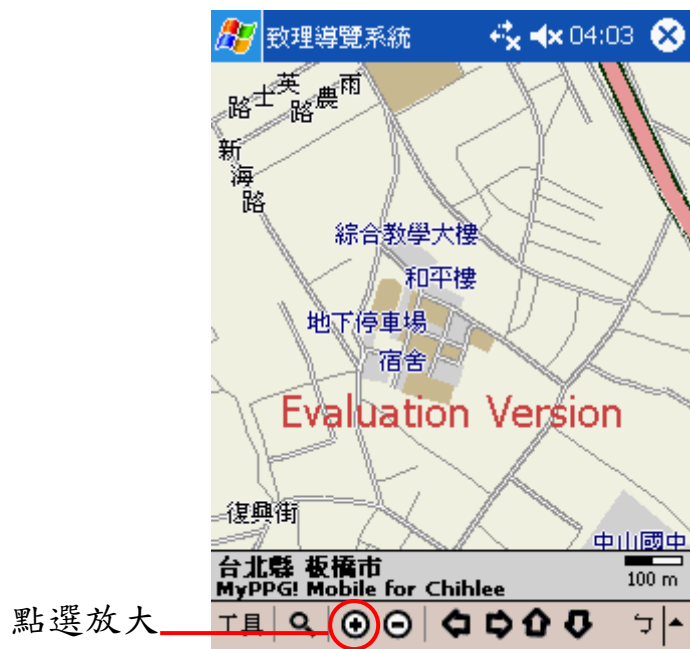 致理導覽系統 04:03
雨農路
英士路
新海路
綜合教學大樓
和平樓
地下停車場
宿舍
Evaluation Version
復興街
中山國中
台北縣 板橋市
MyPPG! Mobile for Chihlee
100 m
點選放大
工具 ㄅ